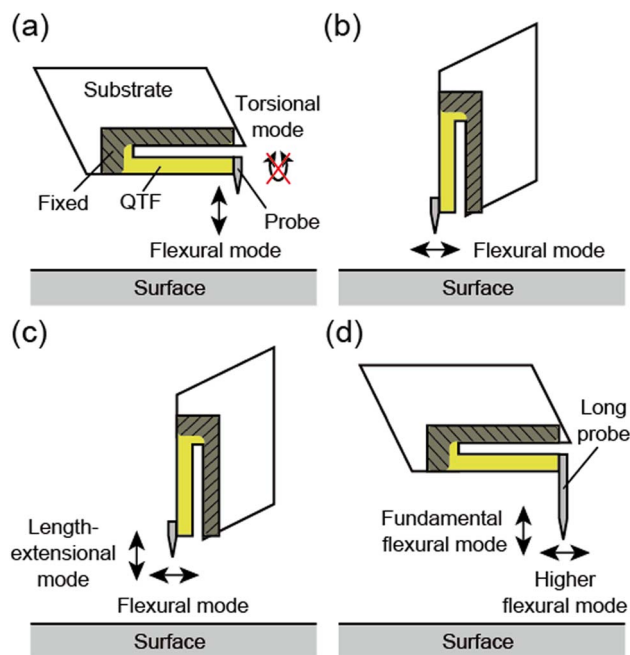 (a)
Substrate
Torsional
mode
Fixed
QTF
Probe
Flexural mode
Surface
(b)
Flexural mode
Surface
(c)
Length-
extensional
mode
Flexural mode
Surface
(d)
Long
probe
Fundamental
flexural mode
Higher
flexural mode
Surface